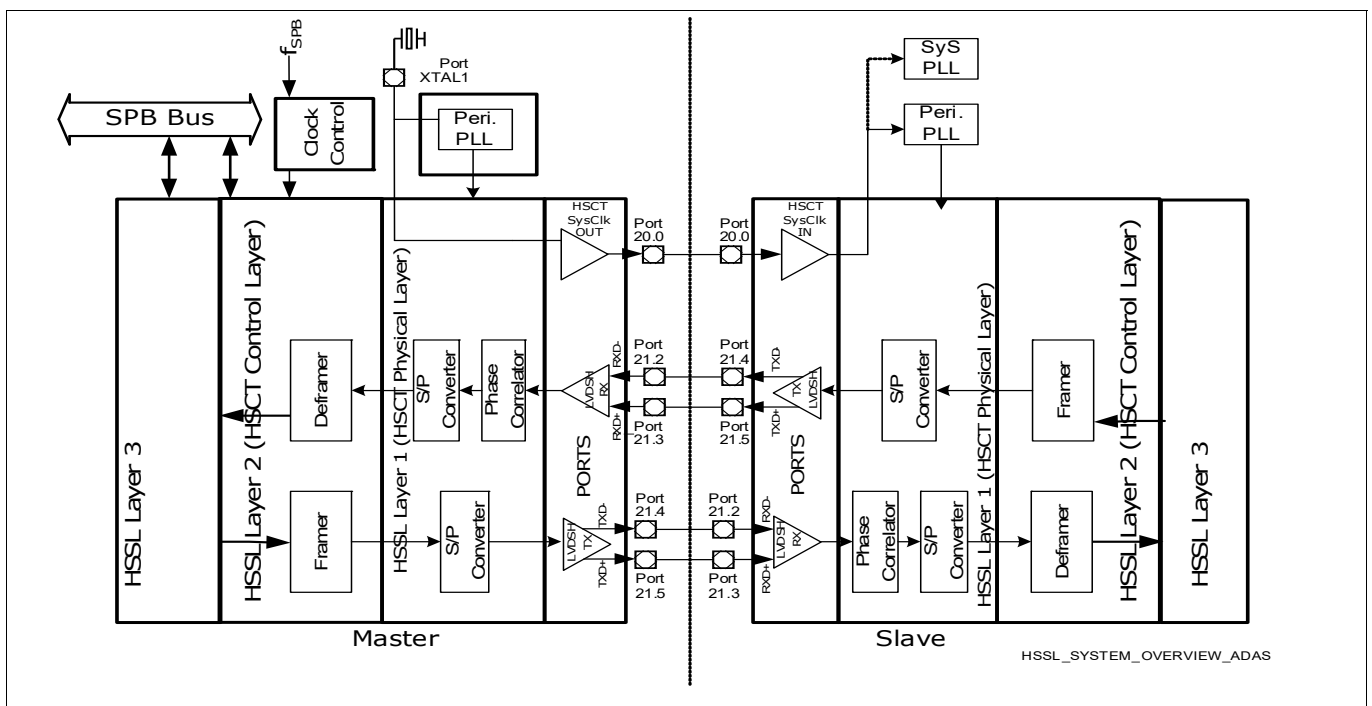 f_SPB
Port
XTAL1
SPB Bus
Clock
Control
Peri.
PLL
SyS
PLL
Peri.
PLL
HSCT
SysClk
OUT
Port
20.0
Port
20.0
HSCT
SysClk
IN
HSSL Layer 3
HSSL Layer 2 (HSCT Control Layer)
HSSL Layer 1 (HSCT Physical Layer)
Deframer
S/P
Converter
Phase
Correlator
LVDSH
RX
RXD-
RXD+
Port
21.2
Port
21.3
Port
21.4
Port
21.5
TXD-
TXD+
TX
LVDSH
S/P
Converter
Framer
HSSL Layer 1 (HSCT Physical Layer)
HSSL Layer 2 (HSCT Control Layer)
HSSL Layer 3
PORTS
PORTS
Framer
S/P
Converter
LVDSH
TX
TXD-
TXD+
Port
21.4
Port
21.5
Port
21.2
Port
21.3
RXD-
RXD+
LVDSH
RX
Phase
Correlator
S/P
Converter
Deframer
Master
Slave
HSSL_SYSTEM_OVERVIEW_ADAS